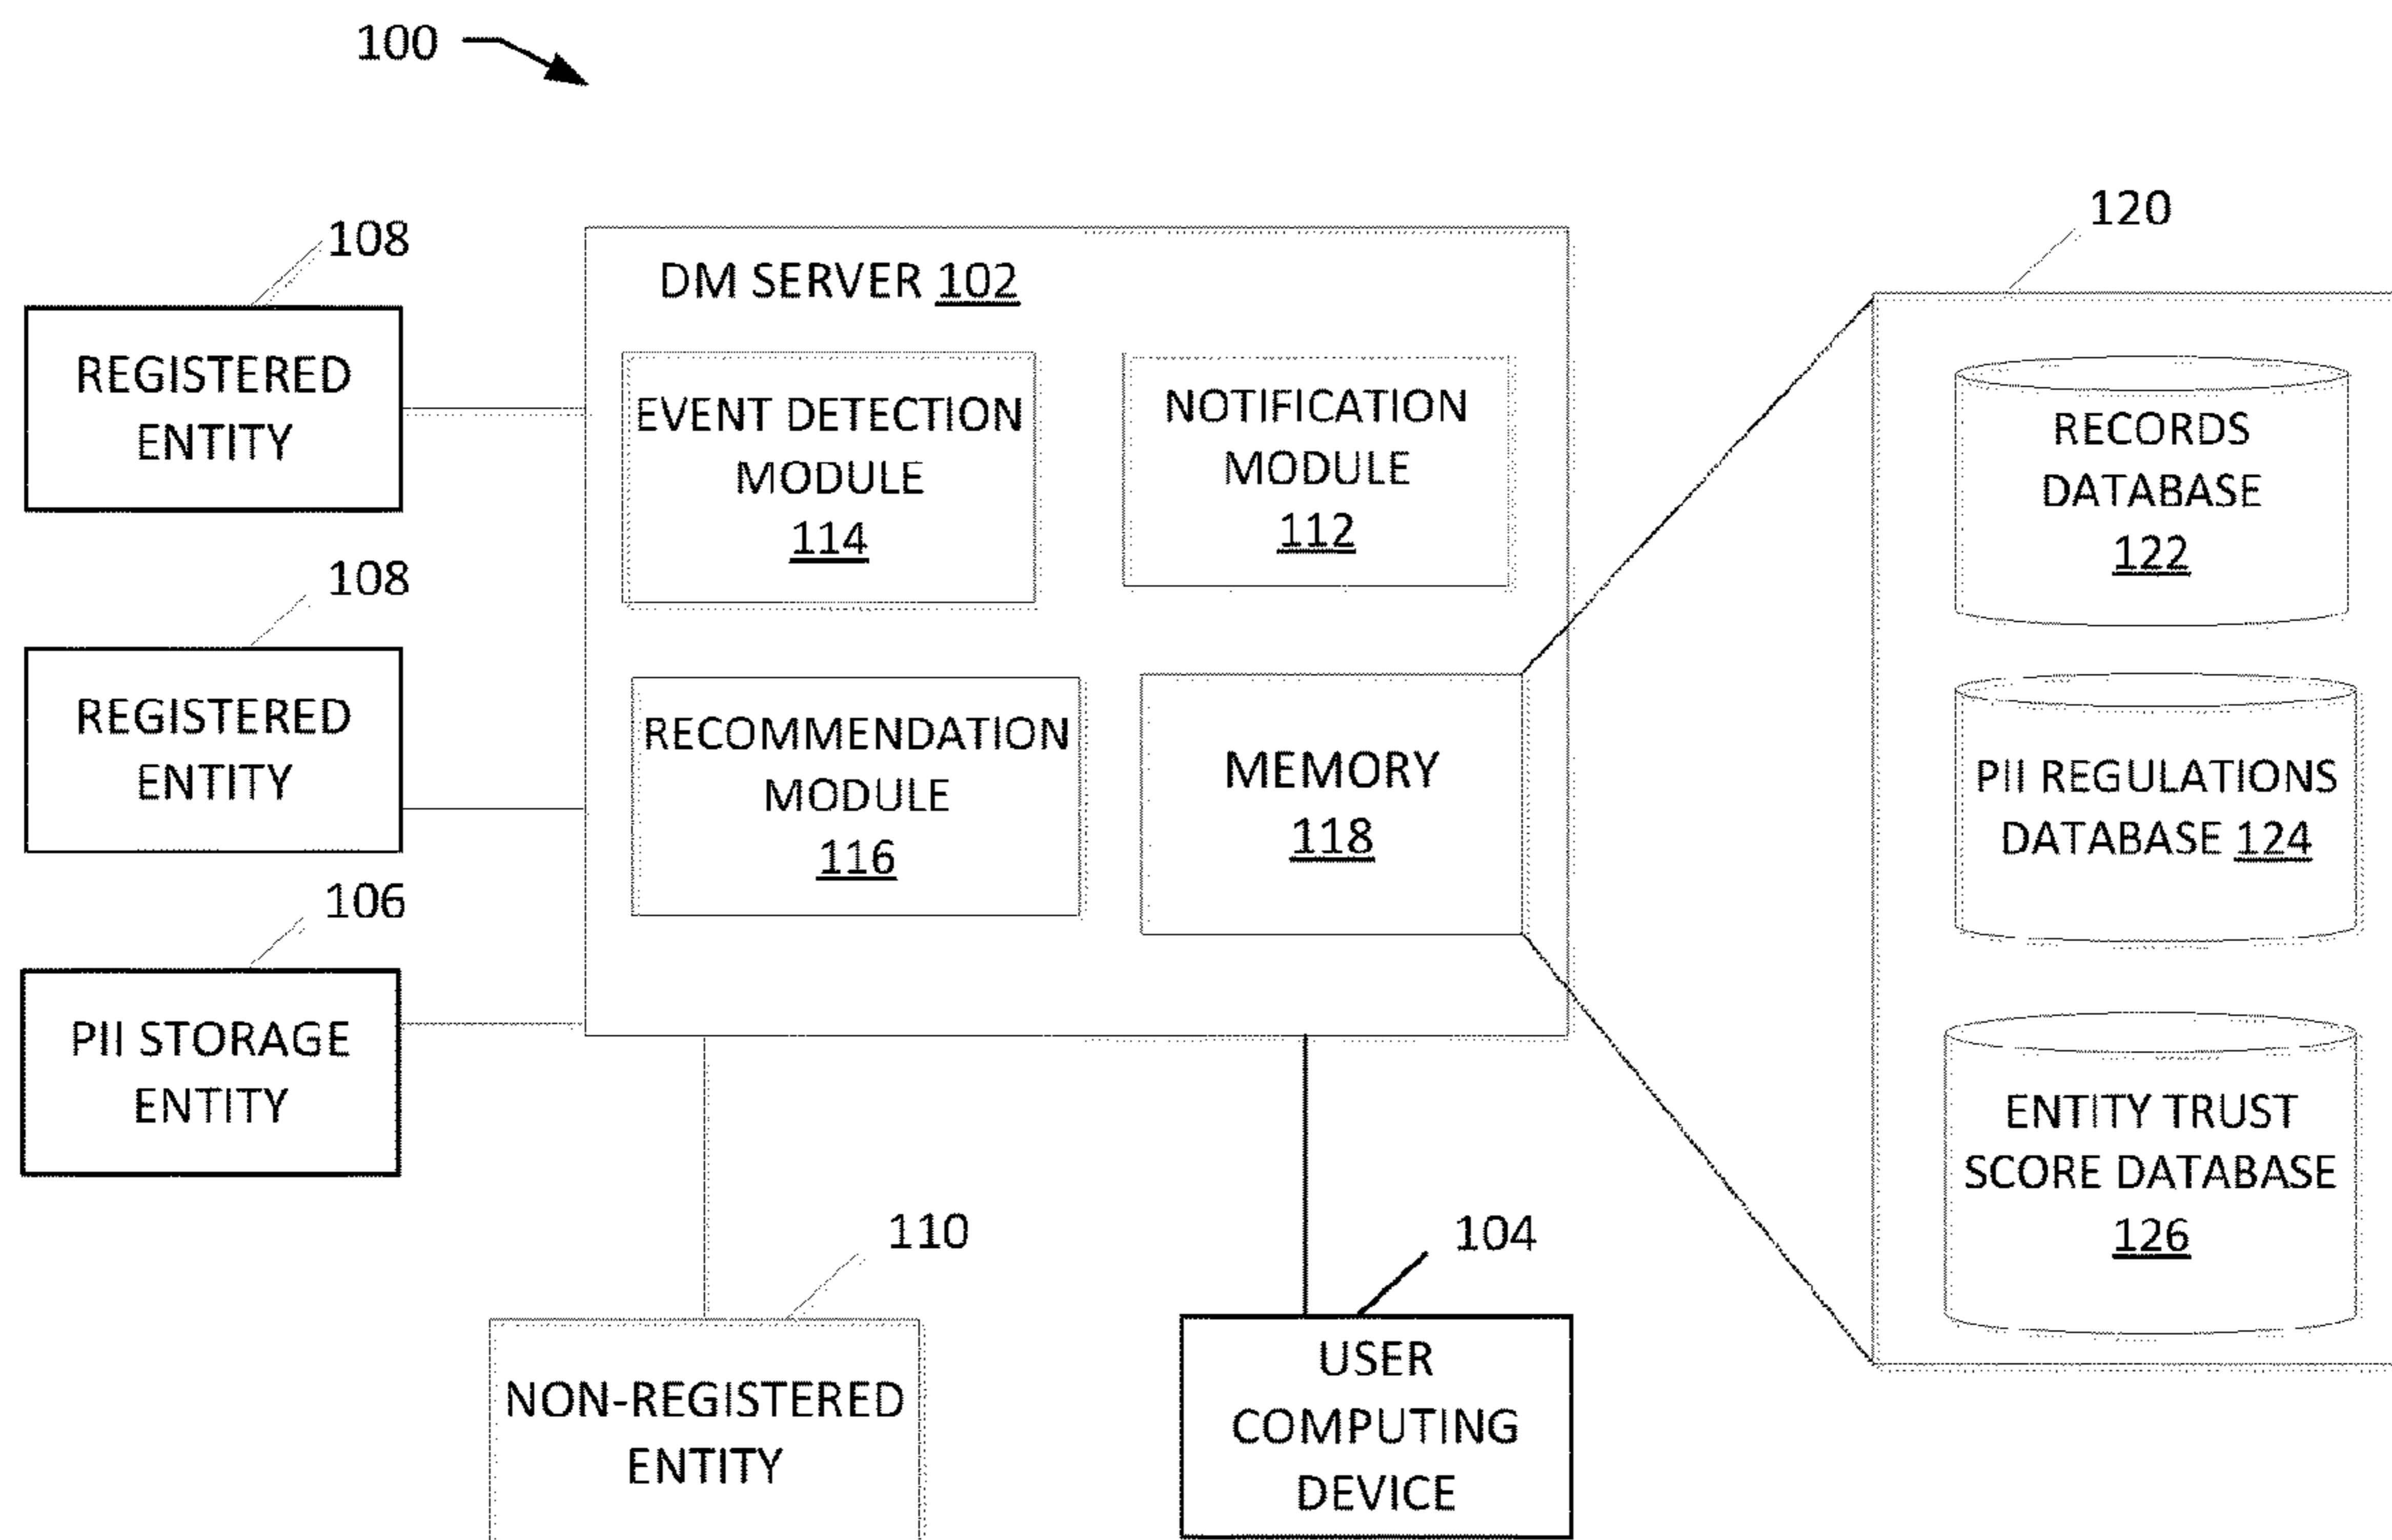 100
120
108
DM SERVER 102
REGISTERED
ENTITY
EVENT DETECTION
MODULE
114
NOTIFICATION
MODULE
112
RECORDS
DATABASE
122
108
REGISTERED
ENTITY
RECOMMENDATION
MODULE
116
MEMORY
118
PII REGULATIONS
DATABASE 124
106
PII STORAGE
ENTITY
ENTITY TRUST
SCORE DATABASE
126
110
NON-REGISTERED
ENTITY
104
USER
COMPUTING
DEVICE